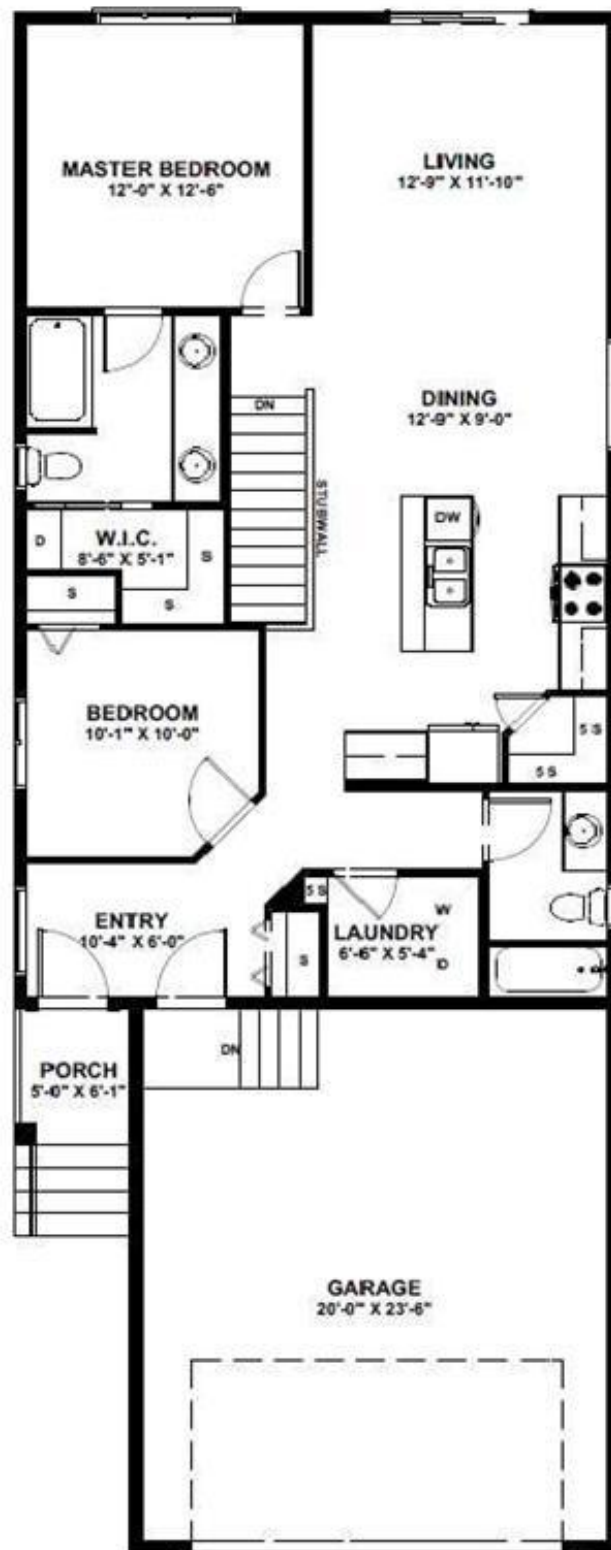 MASTER BEDROOM
12'-0" X 12'-6"
LIVING
12'-9" X 11'-10"
DN
DINING
12'-9" X 9'-0"
STUBWALL
DW
W.I.C.
8'-6" X 5'-1"
D
S
S
S
BEDROOM
10'-1" X 10'-0"
5 S
5 S
ENTRY
10'-4" X 6'-0"
5 S
S
LAUNDRY
6'-6" X 5'-4"
W
D
PORCH
5'-0" X 6'-1"
DN
GARAGE
20'-0" X 23'-6"